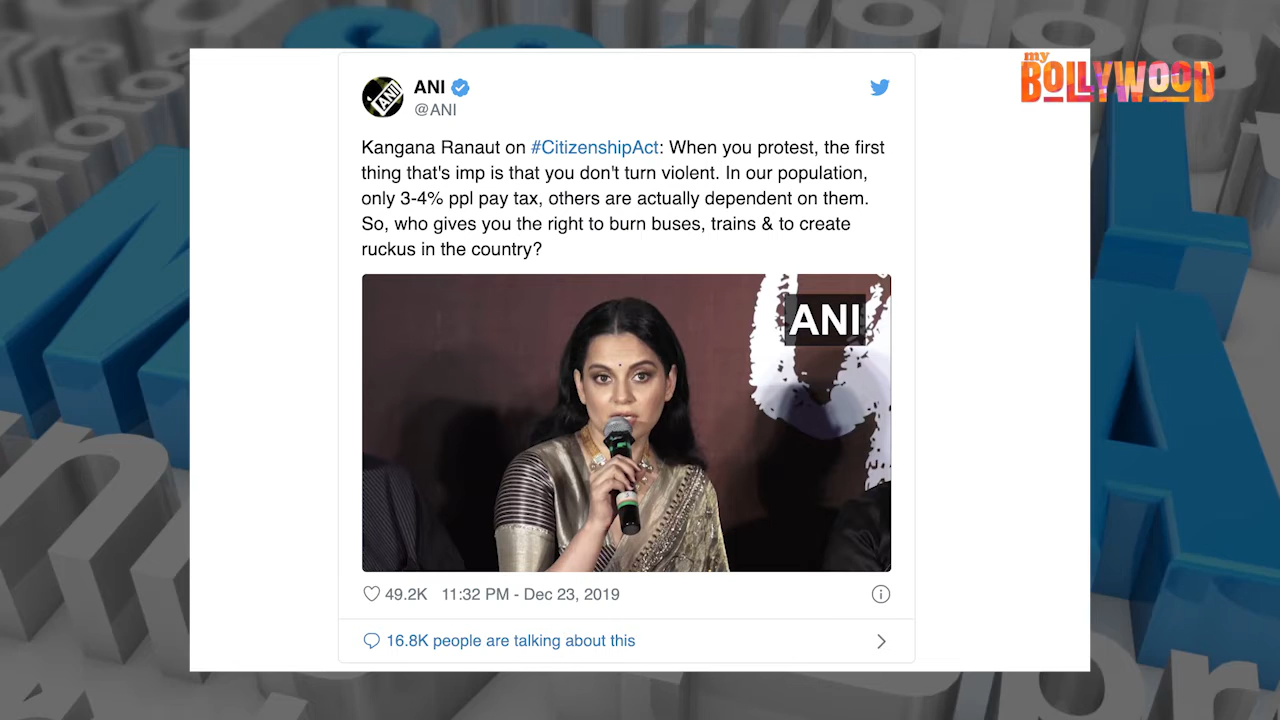 my
BOLLYWOOD
ANI
@ANI
Kangana Ranaut on #CitizenshipAct: When you protest, the first
thing that's imp is that you don't turn violent. In our population,
only 3-4% ppl pay tax, others are actually dependent on them.
So, who gives you the right to burn buses, trains & to create
ruckus in the country?
ANI
49.2K 11:32 PM - Dec 23, 2019
16.8K people are talking about this